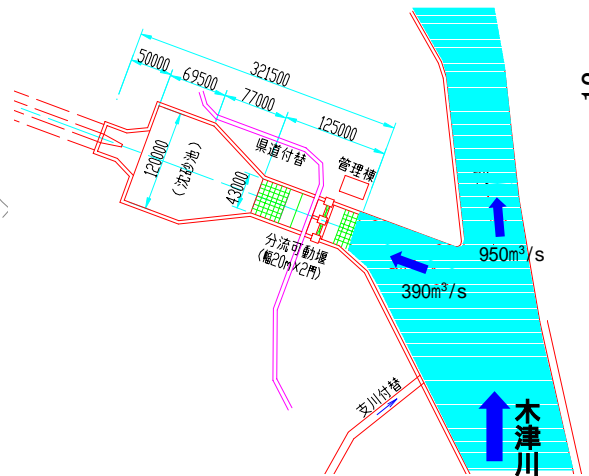 321500
50000
69500
77000
125000
県道付替
管理棟
120000
(沈砂池)
43000
分流可動堰
(幅20m×2門)
950m³/s
390m³/s
支川付替
木津川